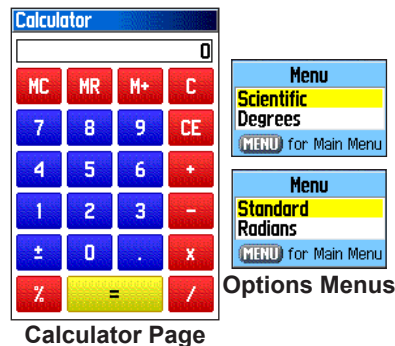 Calculator
0
MC MR M+ C
7 8 9 CE
4 5 6 +
1 2 3 -
± 0 . x
% = /
Calculator Page
Menu
Scientific
Degrees
MENU for Main Menu
Menu
Standard
Radians
MENU for Main Menu
Options Menus